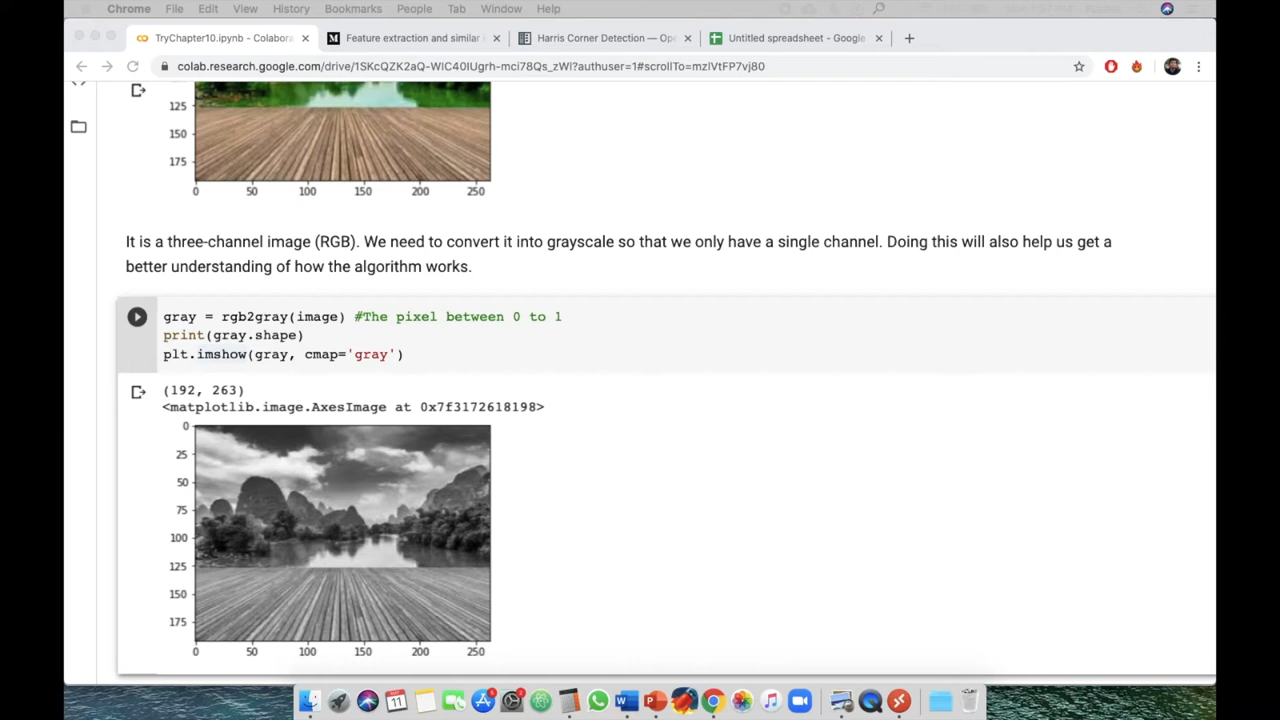 Chrome File Edit View History Bookmarks People Tab Window Help
TryChapter10.ipynb - Colabora Feature extraction and similar i Harris Corner Detection — Ope Untitled spreadsheet - Google
colab.research.google.com/drive/1SKcQZK2aQ-WiC40IUgrh-mci78Qs_zWl?authuser=1#scrollTo=mzIVtFP7vj80
125
150
175
0 50 100 150 200 250
It is a three-channel image (RGB). We need to convert it into grayscale so that we only have a single channel. Doing this will also help us get a
better understanding of how the algorithm works.
gray = rgb2gray(image) #The pixel between 0 to 1
print(gray.shape)
plt.imshow(gray, cmap='gray')
(192, 263)
<matplotlib.image.AxesImage at 0x7f3172618198>
0
25
50
75
100
125
150
175
0 50 100 150 200 250
11